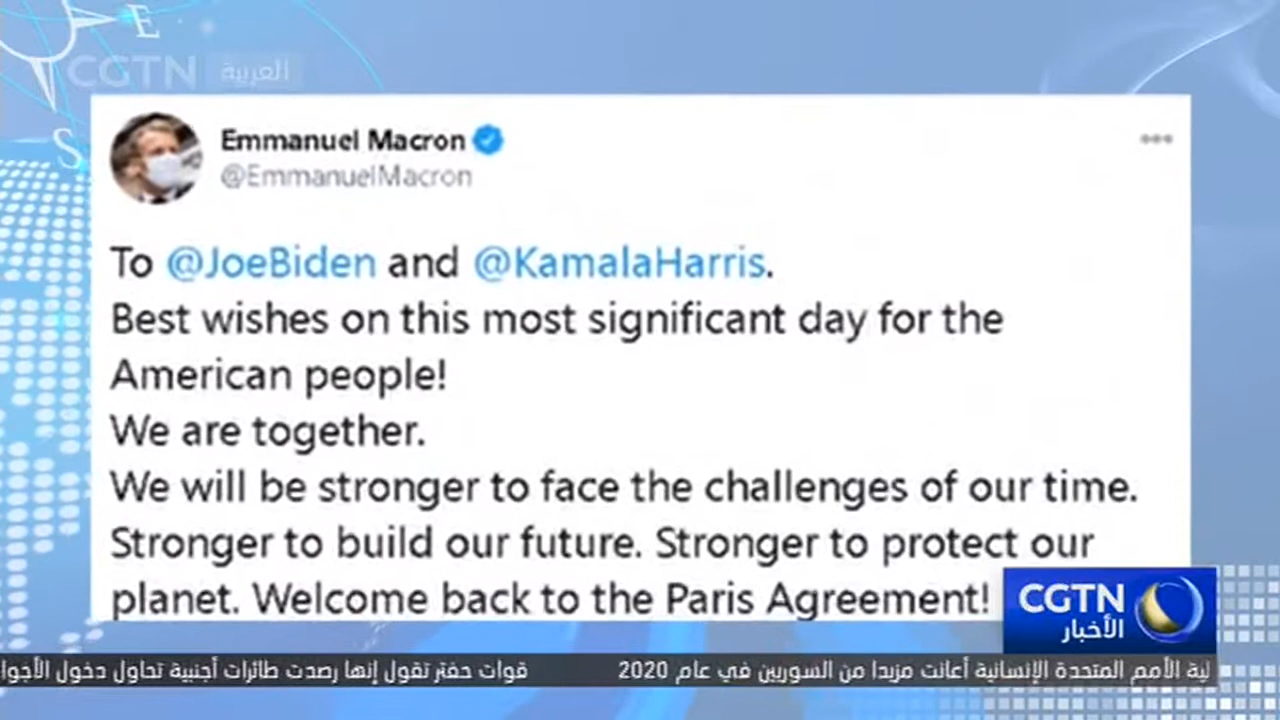 E
S
CGTN العربية
Emmanuel Macron
@EmmanuelMacron
To @JoeBiden and @KamalaHarris.
Best wishes on this most significant day for the
American people!
We are together.
We will be stronger to face the challenges of our time.
Stronger to build our future. Stronger to protect our
planet. Welcome back to the Paris Agreement!
CGTN
الأخبار
لية الأمم المتحدة الإنسانية أعانت مزيدا من السوريين في عام 2020 قوات حفتر تقول إنها رصدت طائرات أجنبية تحاول دخول الأجوا